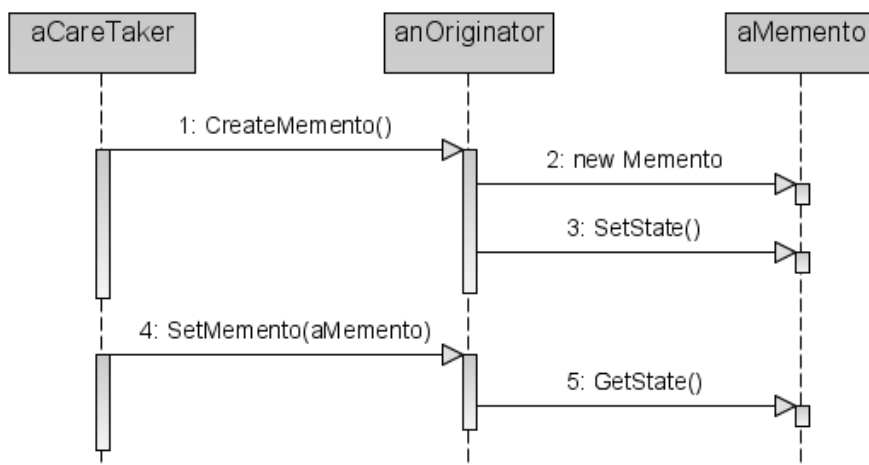 aCareTaker
anOriginator
aMemento
1: CreateMemento()
2: new Memento
3: SetState()
4: SetMemento(aMemento)
5: GetState()